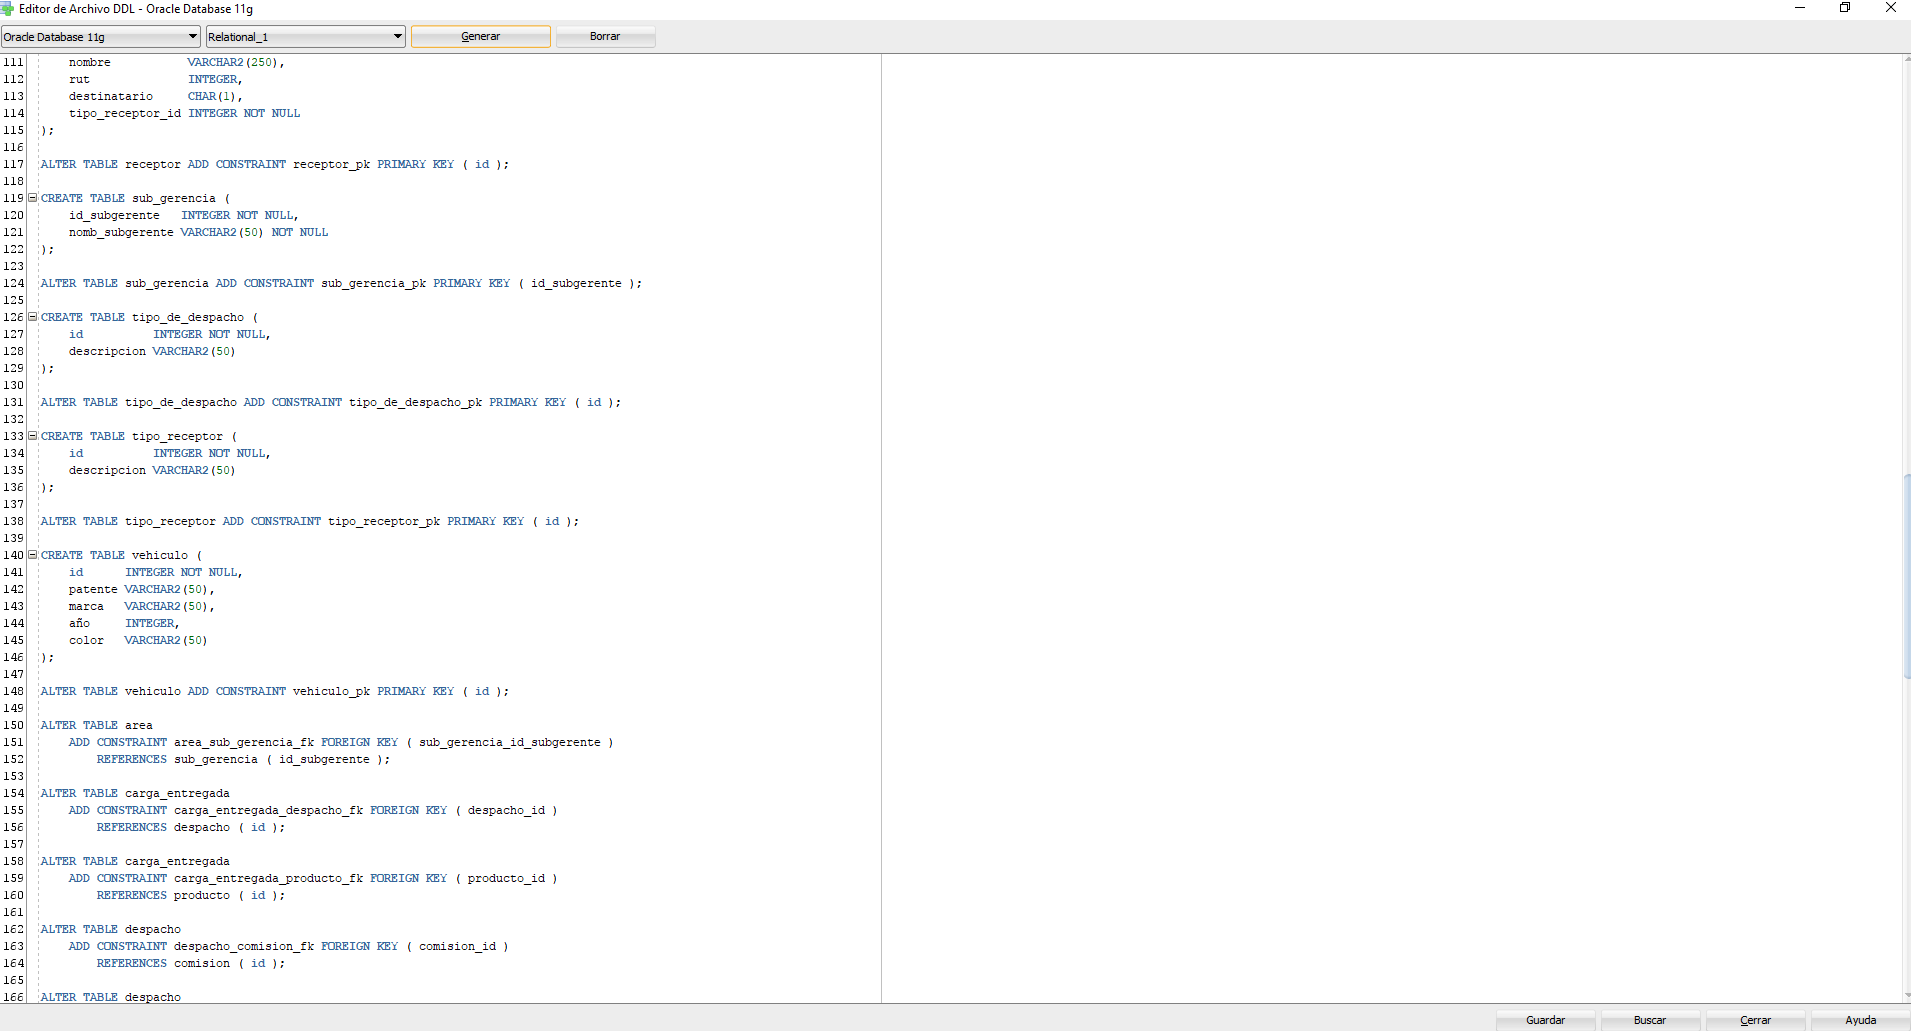 Editor de Archivo DDL - Oracle Database 11g
Oracle Database 11g Relational_1 Generar Borrar
111 nombre VARCHAR2(250),
112 rut INTEGER,
113 destinatario CHAR(1),
114 tipo_receptor_id INTEGER NOT NULL
115 );
116
117 ALTER TABLE receptor ADD CONSTRAINT receptor_pk PRIMARY KEY ( id );
118
119 CREATE TABLE sub_gerencia (
120 id_subgerente INTEGER NOT NULL,
121 nomb_subgerente VARCHAR2(50) NOT NULL
122 );
123
124 ALTER TABLE sub_gerencia ADD CONSTRAINT sub_gerencia_pk PRIMARY KEY ( id_subgerente );
125
126 CREATE TABLE tipo_de_despacho (
127 id INTEGER NOT NULL,
128 descripcion VARCHAR2(50)
129 );
130
131 ALTER TABLE tipo_de_despacho ADD CONSTRAINT tipo_de_despacho_pk PRIMARY KEY ( id );
132
133 CREATE TABLE tipo_receptor (
134 id INTEGER NOT NULL,
135 descripcion VARCHAR2(50)
136 );
137
138 ALTER TABLE tipo_receptor ADD CONSTRAINT tipo_receptor_pk PRIMARY KEY ( id );
139
140 CREATE TABLE vehiculo (
141 id INTEGER NOT NULL,
142 patente VARCHAR2(50),
143 marca VARCHAR2(50),
144 año INTEGER,
145 color VARCHAR2(50)
146 );
147
148 ALTER TABLE vehiculo ADD CONSTRAINT vehiculo_pk PRIMARY KEY ( id );
149
150 ALTER TABLE area
151 ADD CONSTRAINT area_sub_gerencia_fk FOREIGN KEY ( sub_gerencia_id_subgerente )
152 REFERENCES sub_gerencia ( id_subgerente );
153
154 ALTER TABLE carga_entregada
155 ADD CONSTRAINT carga_entregada_despacho_fk FOREIGN KEY ( despacho_id )
156 REFERENCES despacho ( id );
157
158 ALTER TABLE carga_entregada
159 ADD CONSTRAINT carga_entregada_producto_fk FOREIGN KEY ( producto_id )
160 REFERENCES producto ( id );
161
162 ALTER TABLE despacho
163 ADD CONSTRAINT despacho_comision_fk FOREIGN KEY ( comision_id )
164 REFERENCES comision ( id );
165
166 ALTER TABLE despacho
Guardar Buscar Cerrar Ayuda